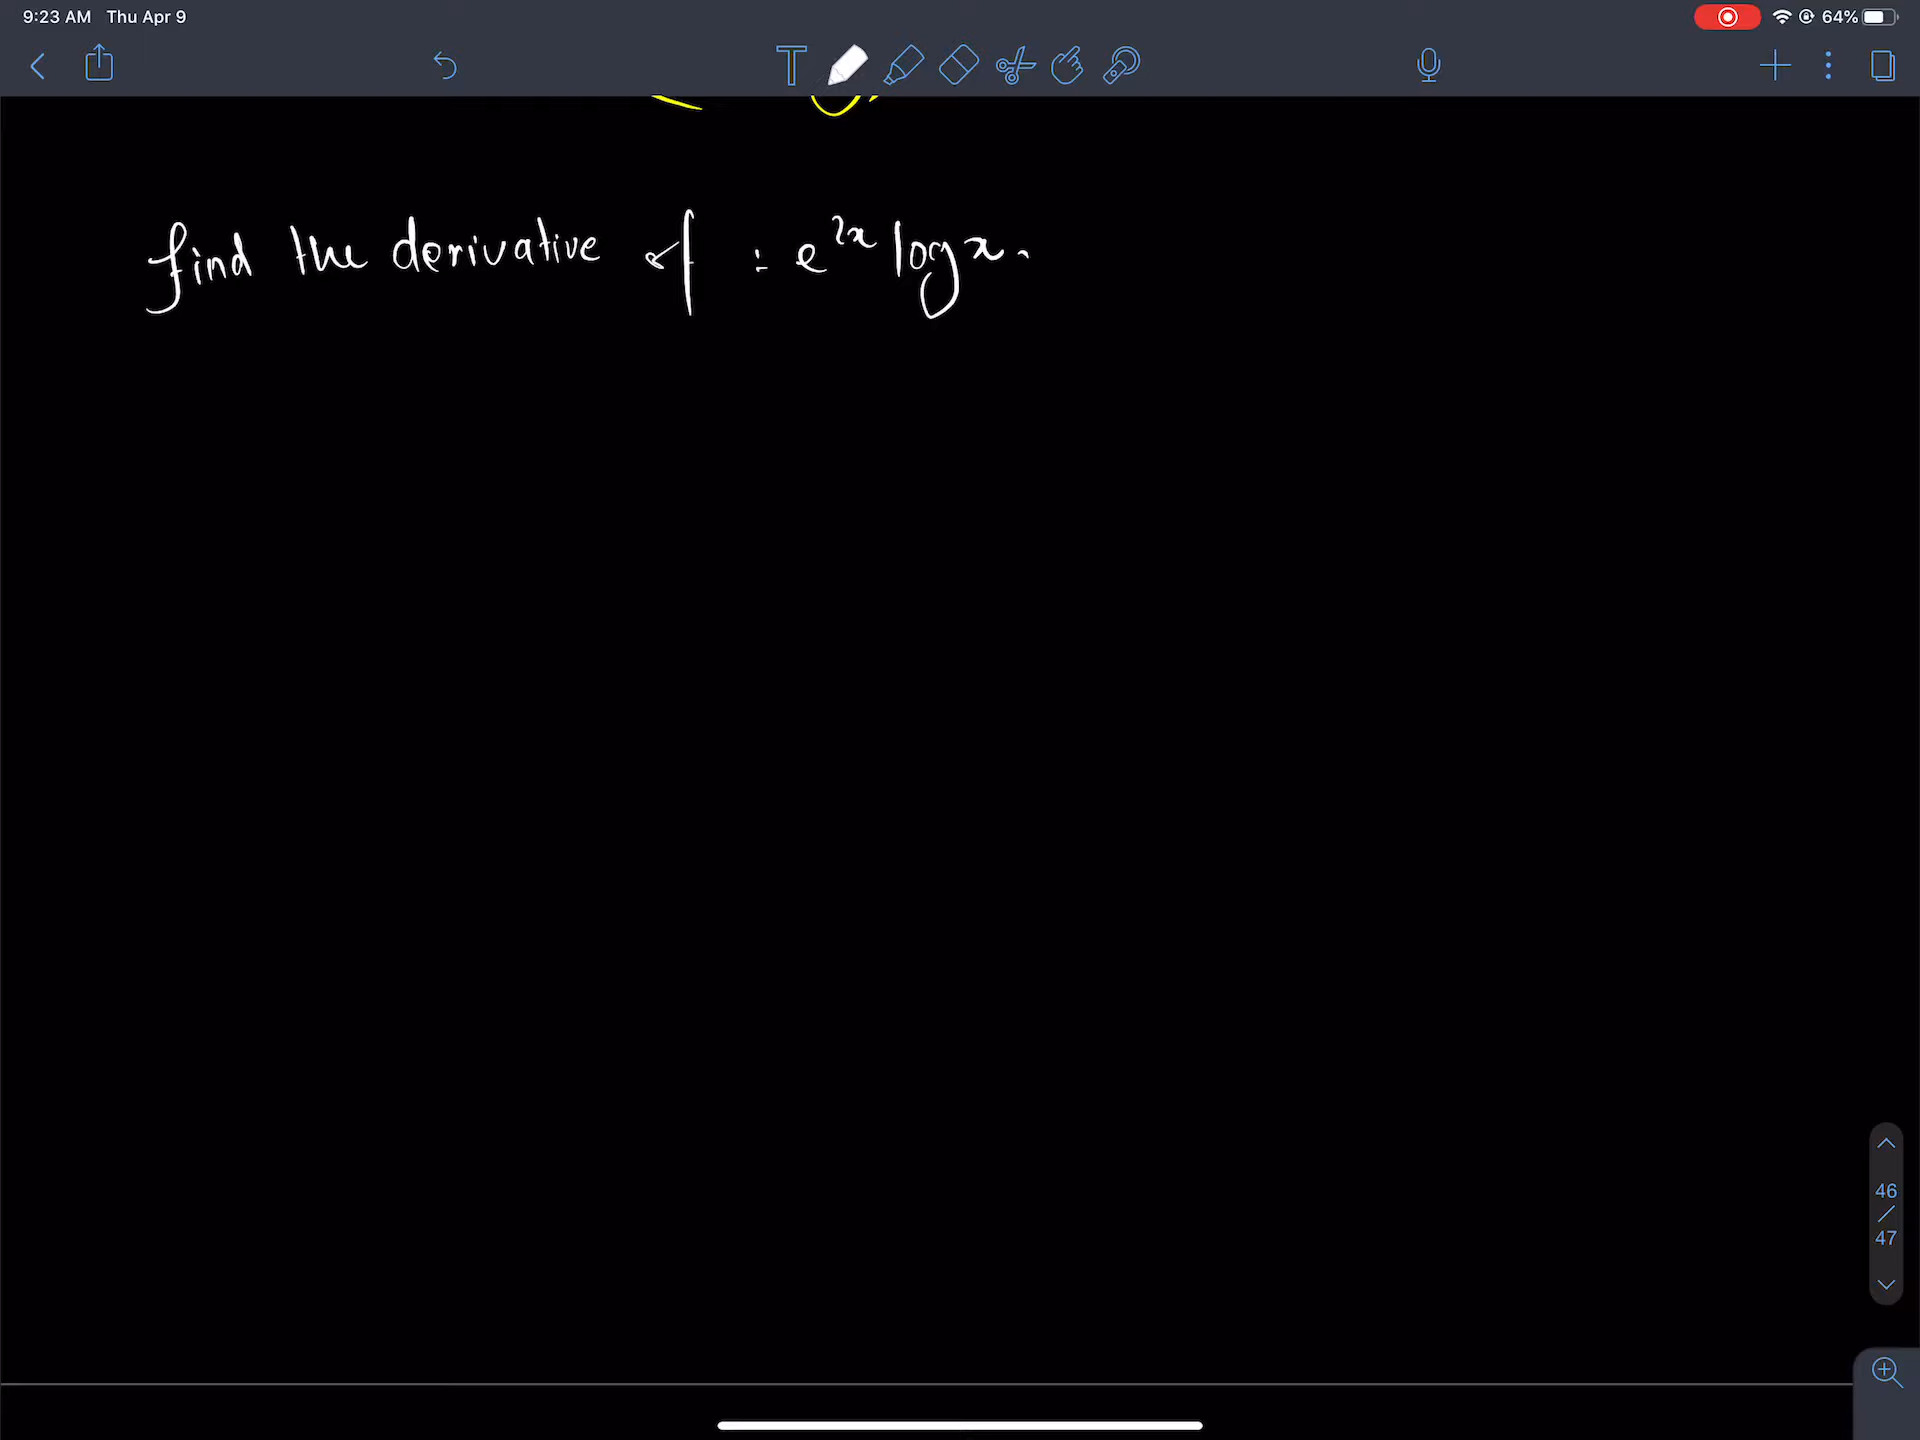 9:23 AM Thu Apr 9
64%
find the derivative of : e^{2x} log x.
46
/
47